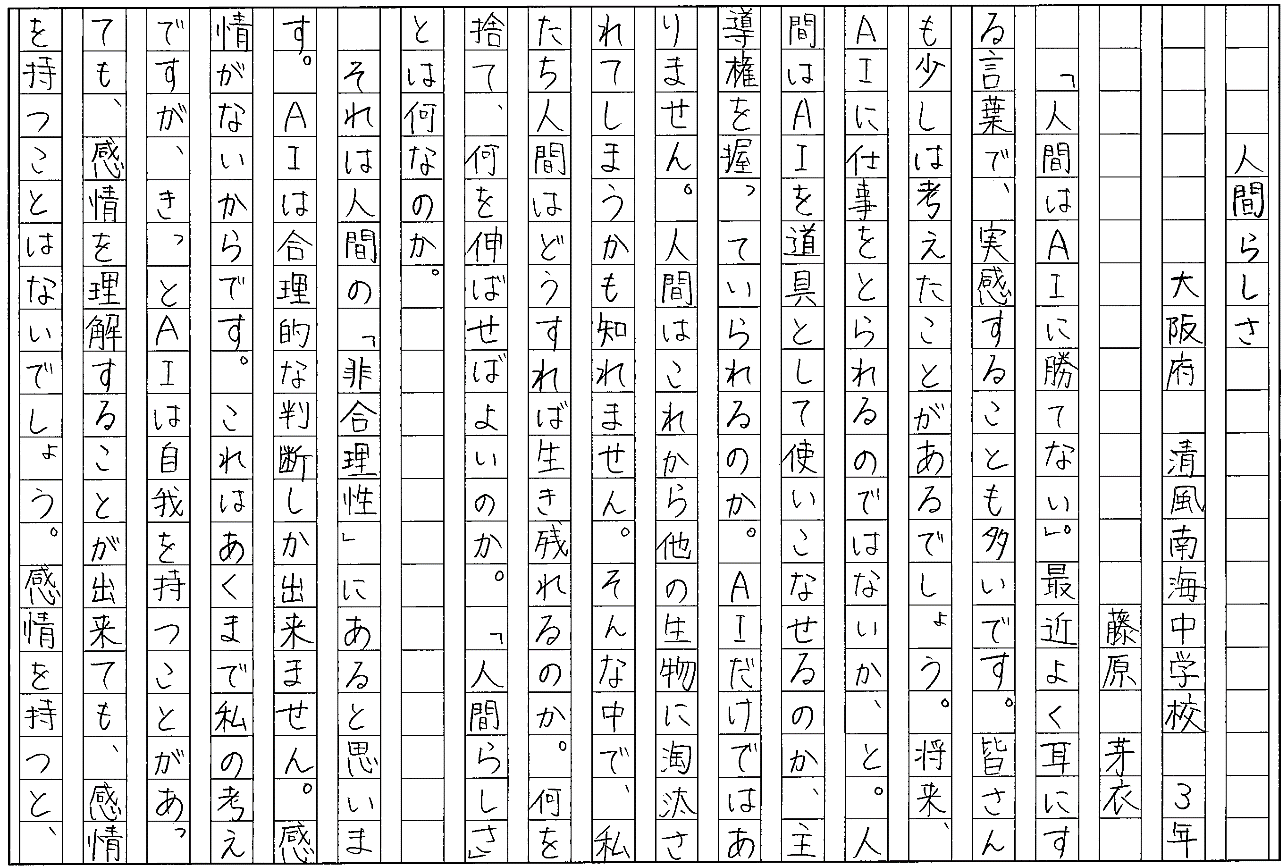 人間らしさ
大阪府 清風南海中学校 3年
藤原 芽衣
「人間はAIに勝てない」。最近よく耳にす
る言葉で、実感することも多いです。皆さん
も少しは考えたことがあるでしょう。将来、
AIに仕事をとられるのではないか、と。人
間はAIを道具として使いこなせるのか、主
導権を握っていられるのか。AIだけではあ
りません。人間はこれから他の生物に淘汰さ
れてしまうかも知れません。そんな中で、私
たち人間はどうすれば生き残れるのか。何を
捨て、何を伸ばせばよいのか。「人間らしさ」
とは何なのか。
それは人間の「非合理性」にあると思いま
す。AIは合理的な判断しか出来ません。感
情がないからです。これはあくまで私の考え
ですが、きっとAIは自我を持つことがあっ
ても、感情を理解することが出来ても、感情
を持つことはないでしょう。感情を持つと、